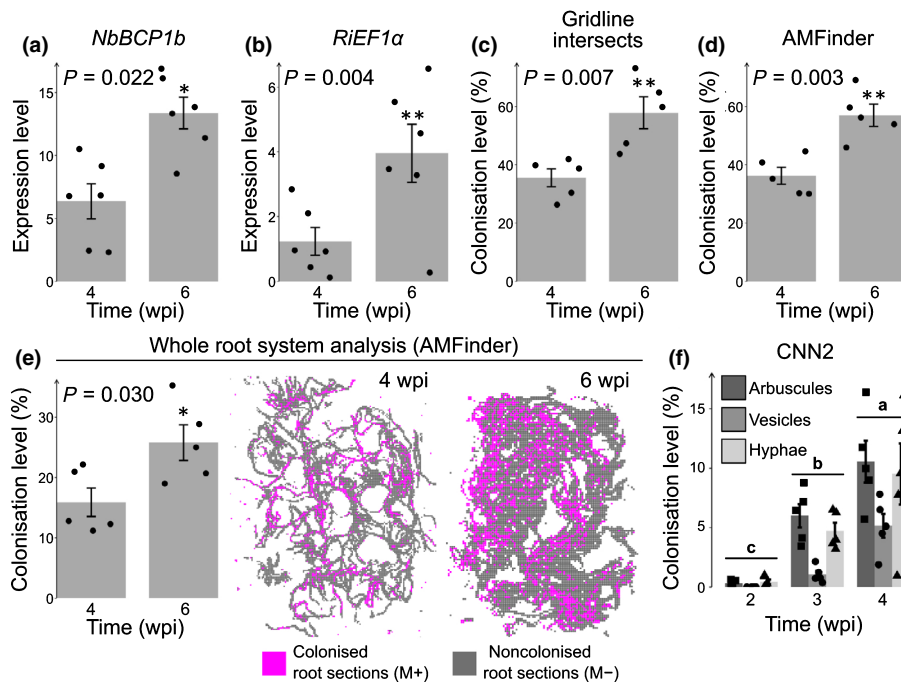 (a) NbBCP1b
P = 0.022
*
Expression level
15
10
5
0
4 6
Time (wpi)
(b) RiEF1α
P = 0.004
**
Expression level
6
4
2
0
4 6
Time (wpi)
(c) Gridline
intersects
P = 0.007
**
Colonisation level (%)
60
40
20
0
4 6
Time (wpi)
(d) AMFinder
P = 0.003
**
Colonisation level (%)
60
40
20
0
4 6
Time (wpi)
(e) Whole root system analysis (AMFinder)
P = 0.030
*
Colonisation level (%)
30
20
10
0
4 6
Time (wpi)
4 wpi
6 wpi
Colonised
root sections (M+)
Noncolonised
root sections (M−)
(f) CNN2
Arbuscules
Vesicles
Hyphae
a
b
c
Colonisation level (%)
15
10
5
0
2 3 4
Time (wpi)